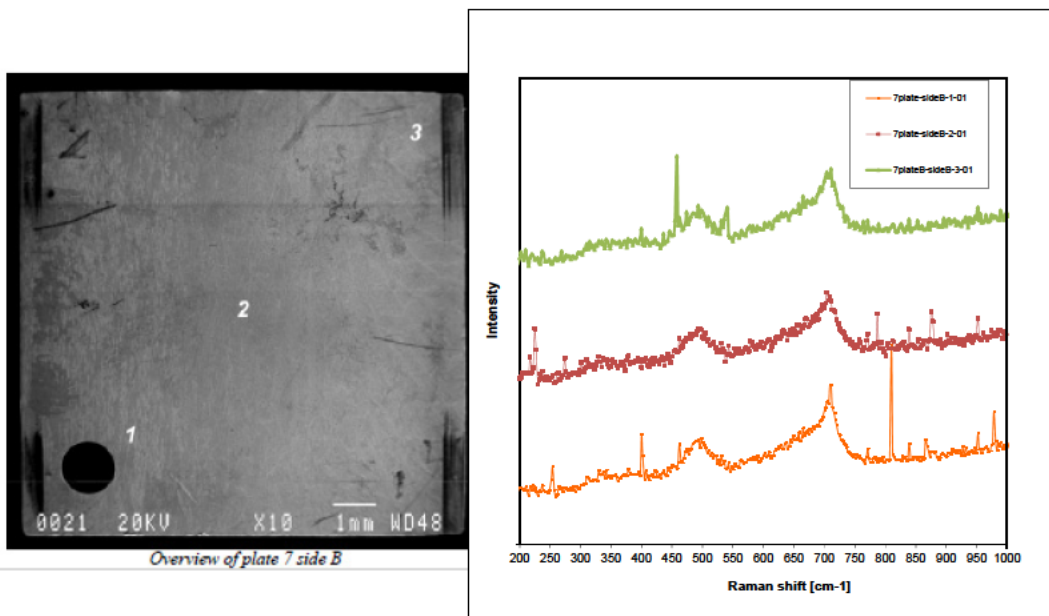 3
2
1
0021 20KV X10 1mm WD48
Overview of plate 7 side B
7plate-sideB-1-01
7plate-sideB-2-01
7plateB-sideB-3-01
Intensity
200 250 300 350 400 450 500 550 600 650 700 750 800 850 900 950 1000
Raman shift [cm-1]